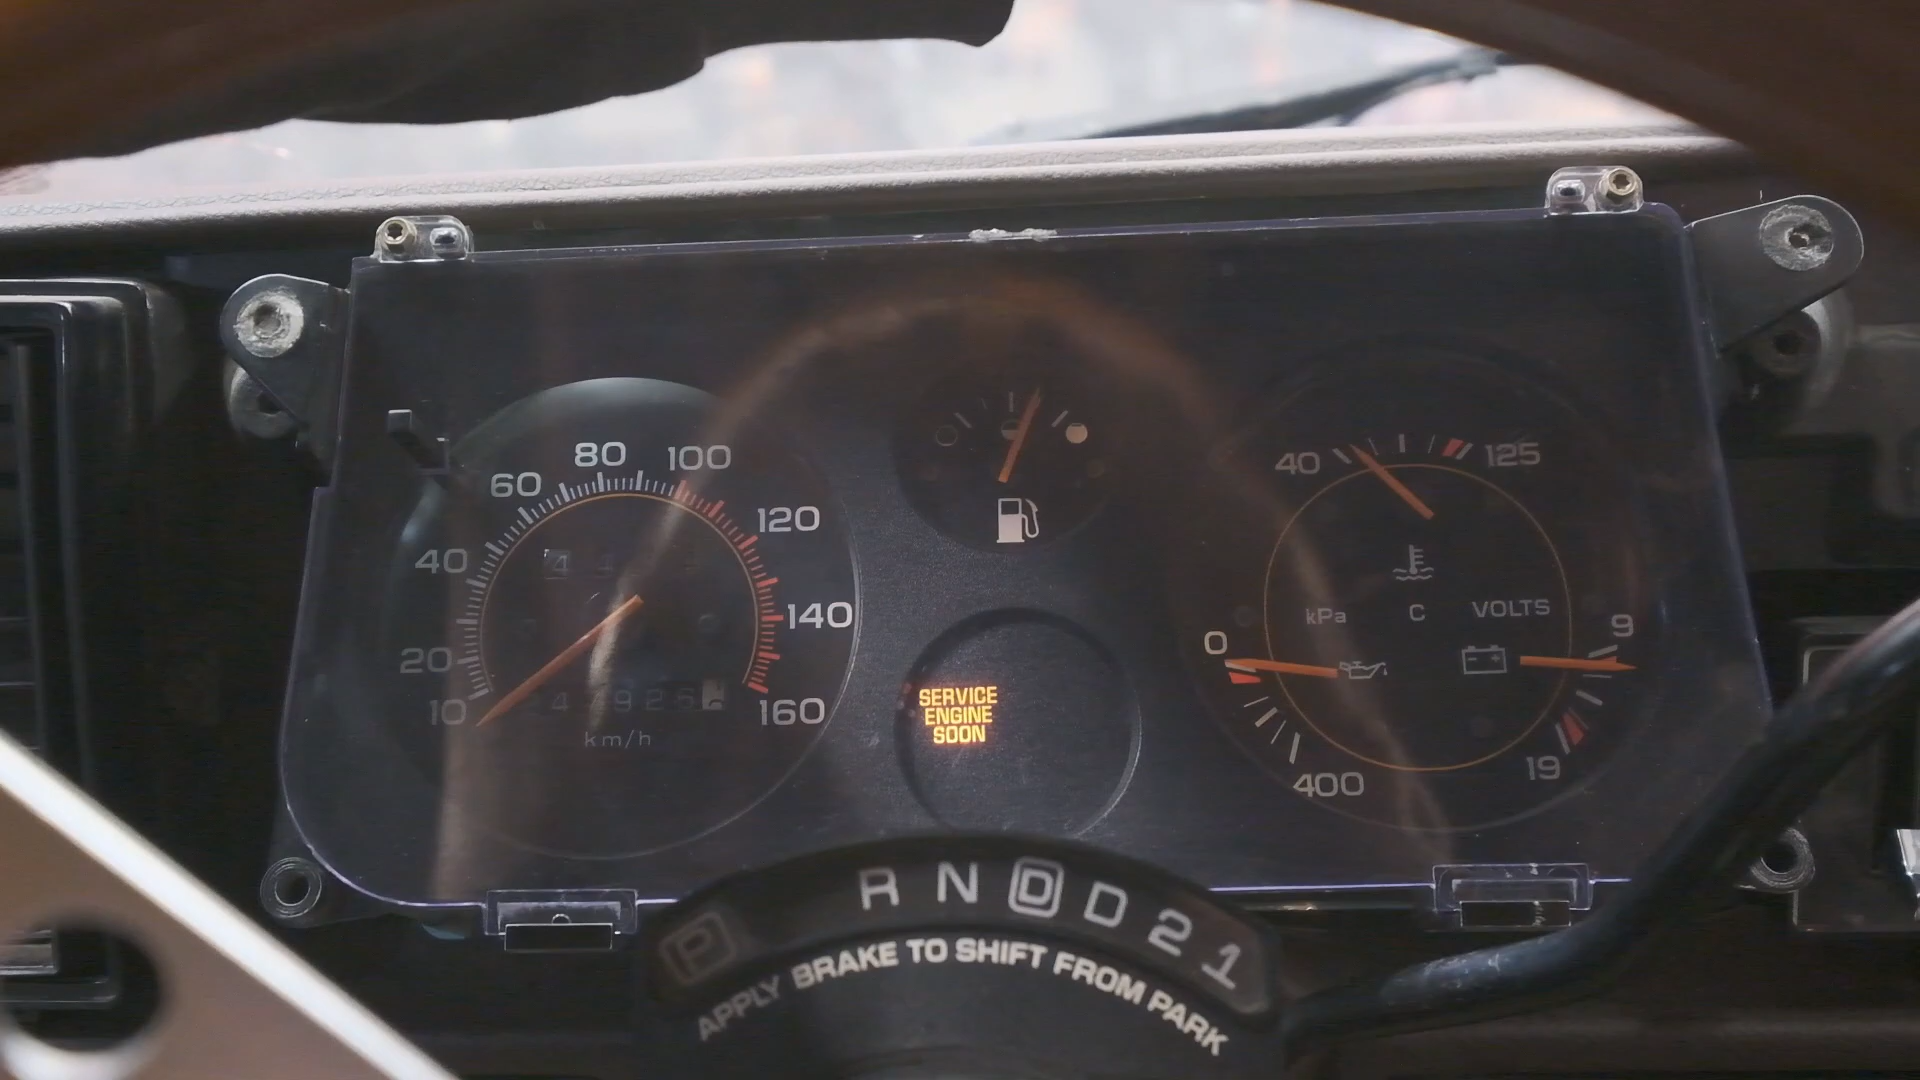 80
100
60
120
40
140
20
10
160
km/h
40
125
kPa
C
VOLTS
0
9
400
19
SERVICE
ENGINE
SOON
P R N D D 2 1
APPLY BRAKE TO SHIFT FROM PARK